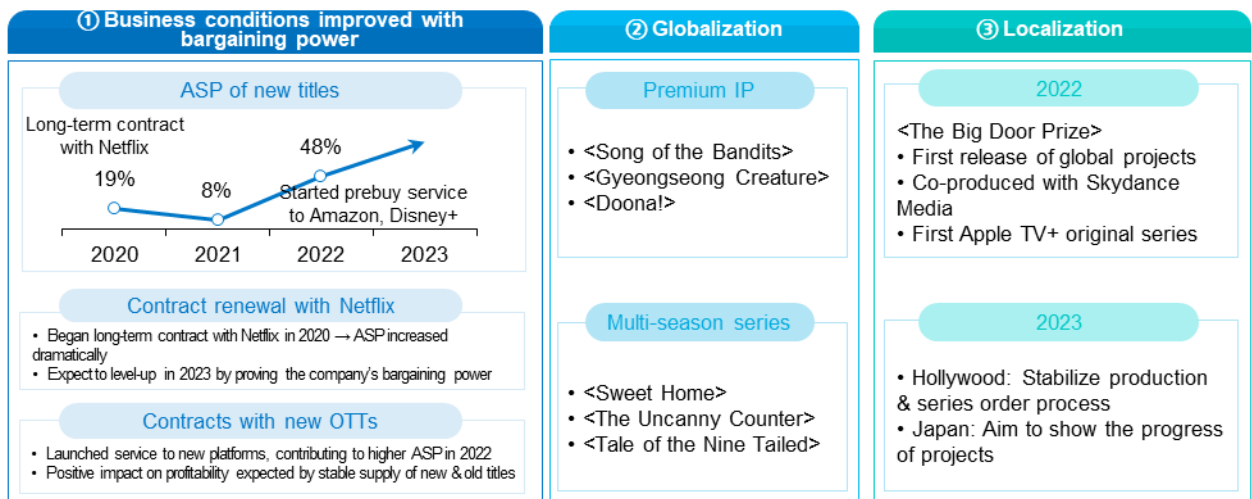 ① Business conditions improved with
bargaining power
ASP of new titles
Long-term contract
with Netflix
19%
8%
48%
Started prebuy service
to Amazon, Disney+
2020
2021
2022
2023
Contract renewal with Netflix
• Began long-term contract with Netflix in 2020 → ASP increased
dramatically
• Expect to level-up in 2023 by proving the company's bargaining power
Contracts with new OTTs
• Launched service to new platforms, contributing to higher ASP in 2022
• Positive impact on profitability expected by stable supply of new & old titles
② Globalization
Premium IP
• <Song of the Bandits>
• <Gyeongseong Creature>
• <Doona!>
Multi-season series
• <Sweet Home>
• <The Uncanny Counter>
• <Tale of the Nine Tailed>
③ Localization
2022
<The Big Door Prize>
• First release of global projects
• Co-produced with Skydance
Media
• First Apple TV+ original series
2023
• Hollywood: Stabilize production
& series order process
• Japan: Aim to show the progress
of projects